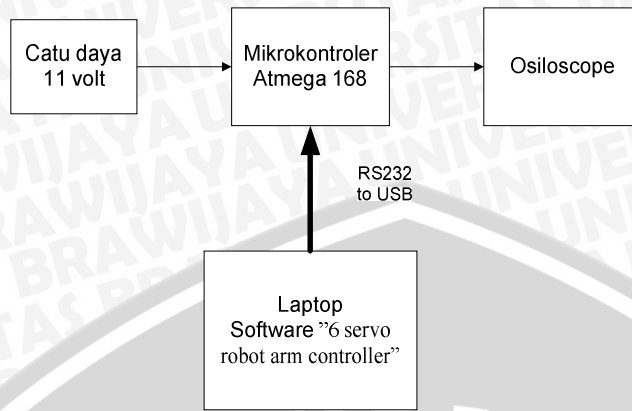 Catu daya
11 volt
Mikrokontroler
Atmega 168
Osiloscope
RS232
to USB
Laptop
Software ”6 servo
robot arm controller”